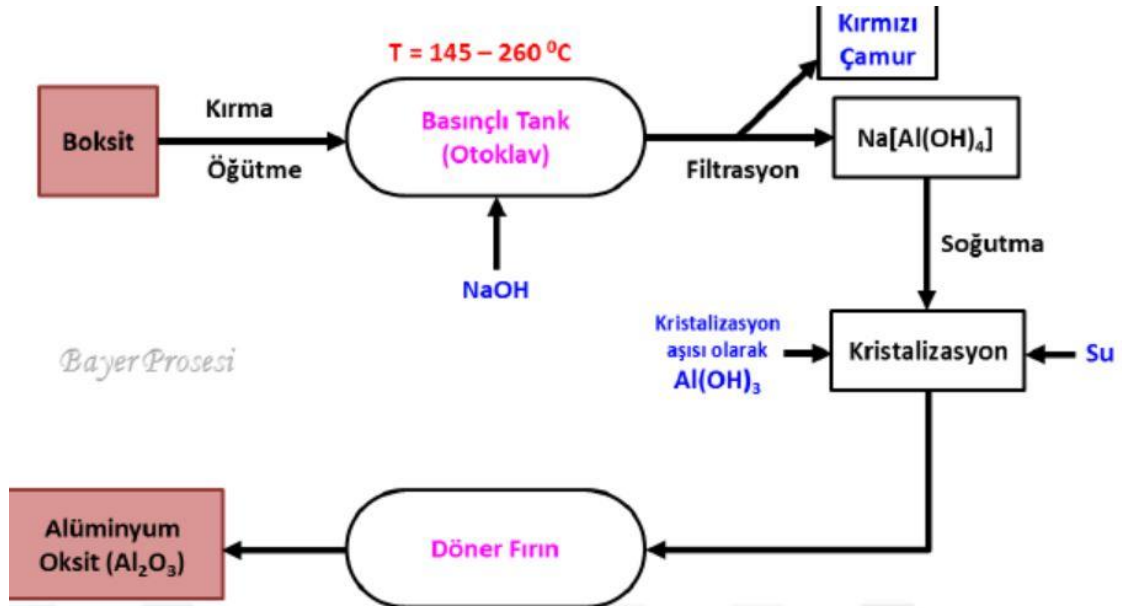 Kırmızı
Çamur
T = 145 – 260 ⁰C
Kırma
Boksit
Öğütme
Basınçlı Tank
(Otoklav)
Filtrasyon
Na[Al(OH)₄]
Soğutma
NaOH
Kristalizasyon
aşısı olarak
Al(OH)₃
Kristalizasyon
Su
Bayer Prosesi
Alüminyum
Oksit (Al₂O₃)
Döner Fırın